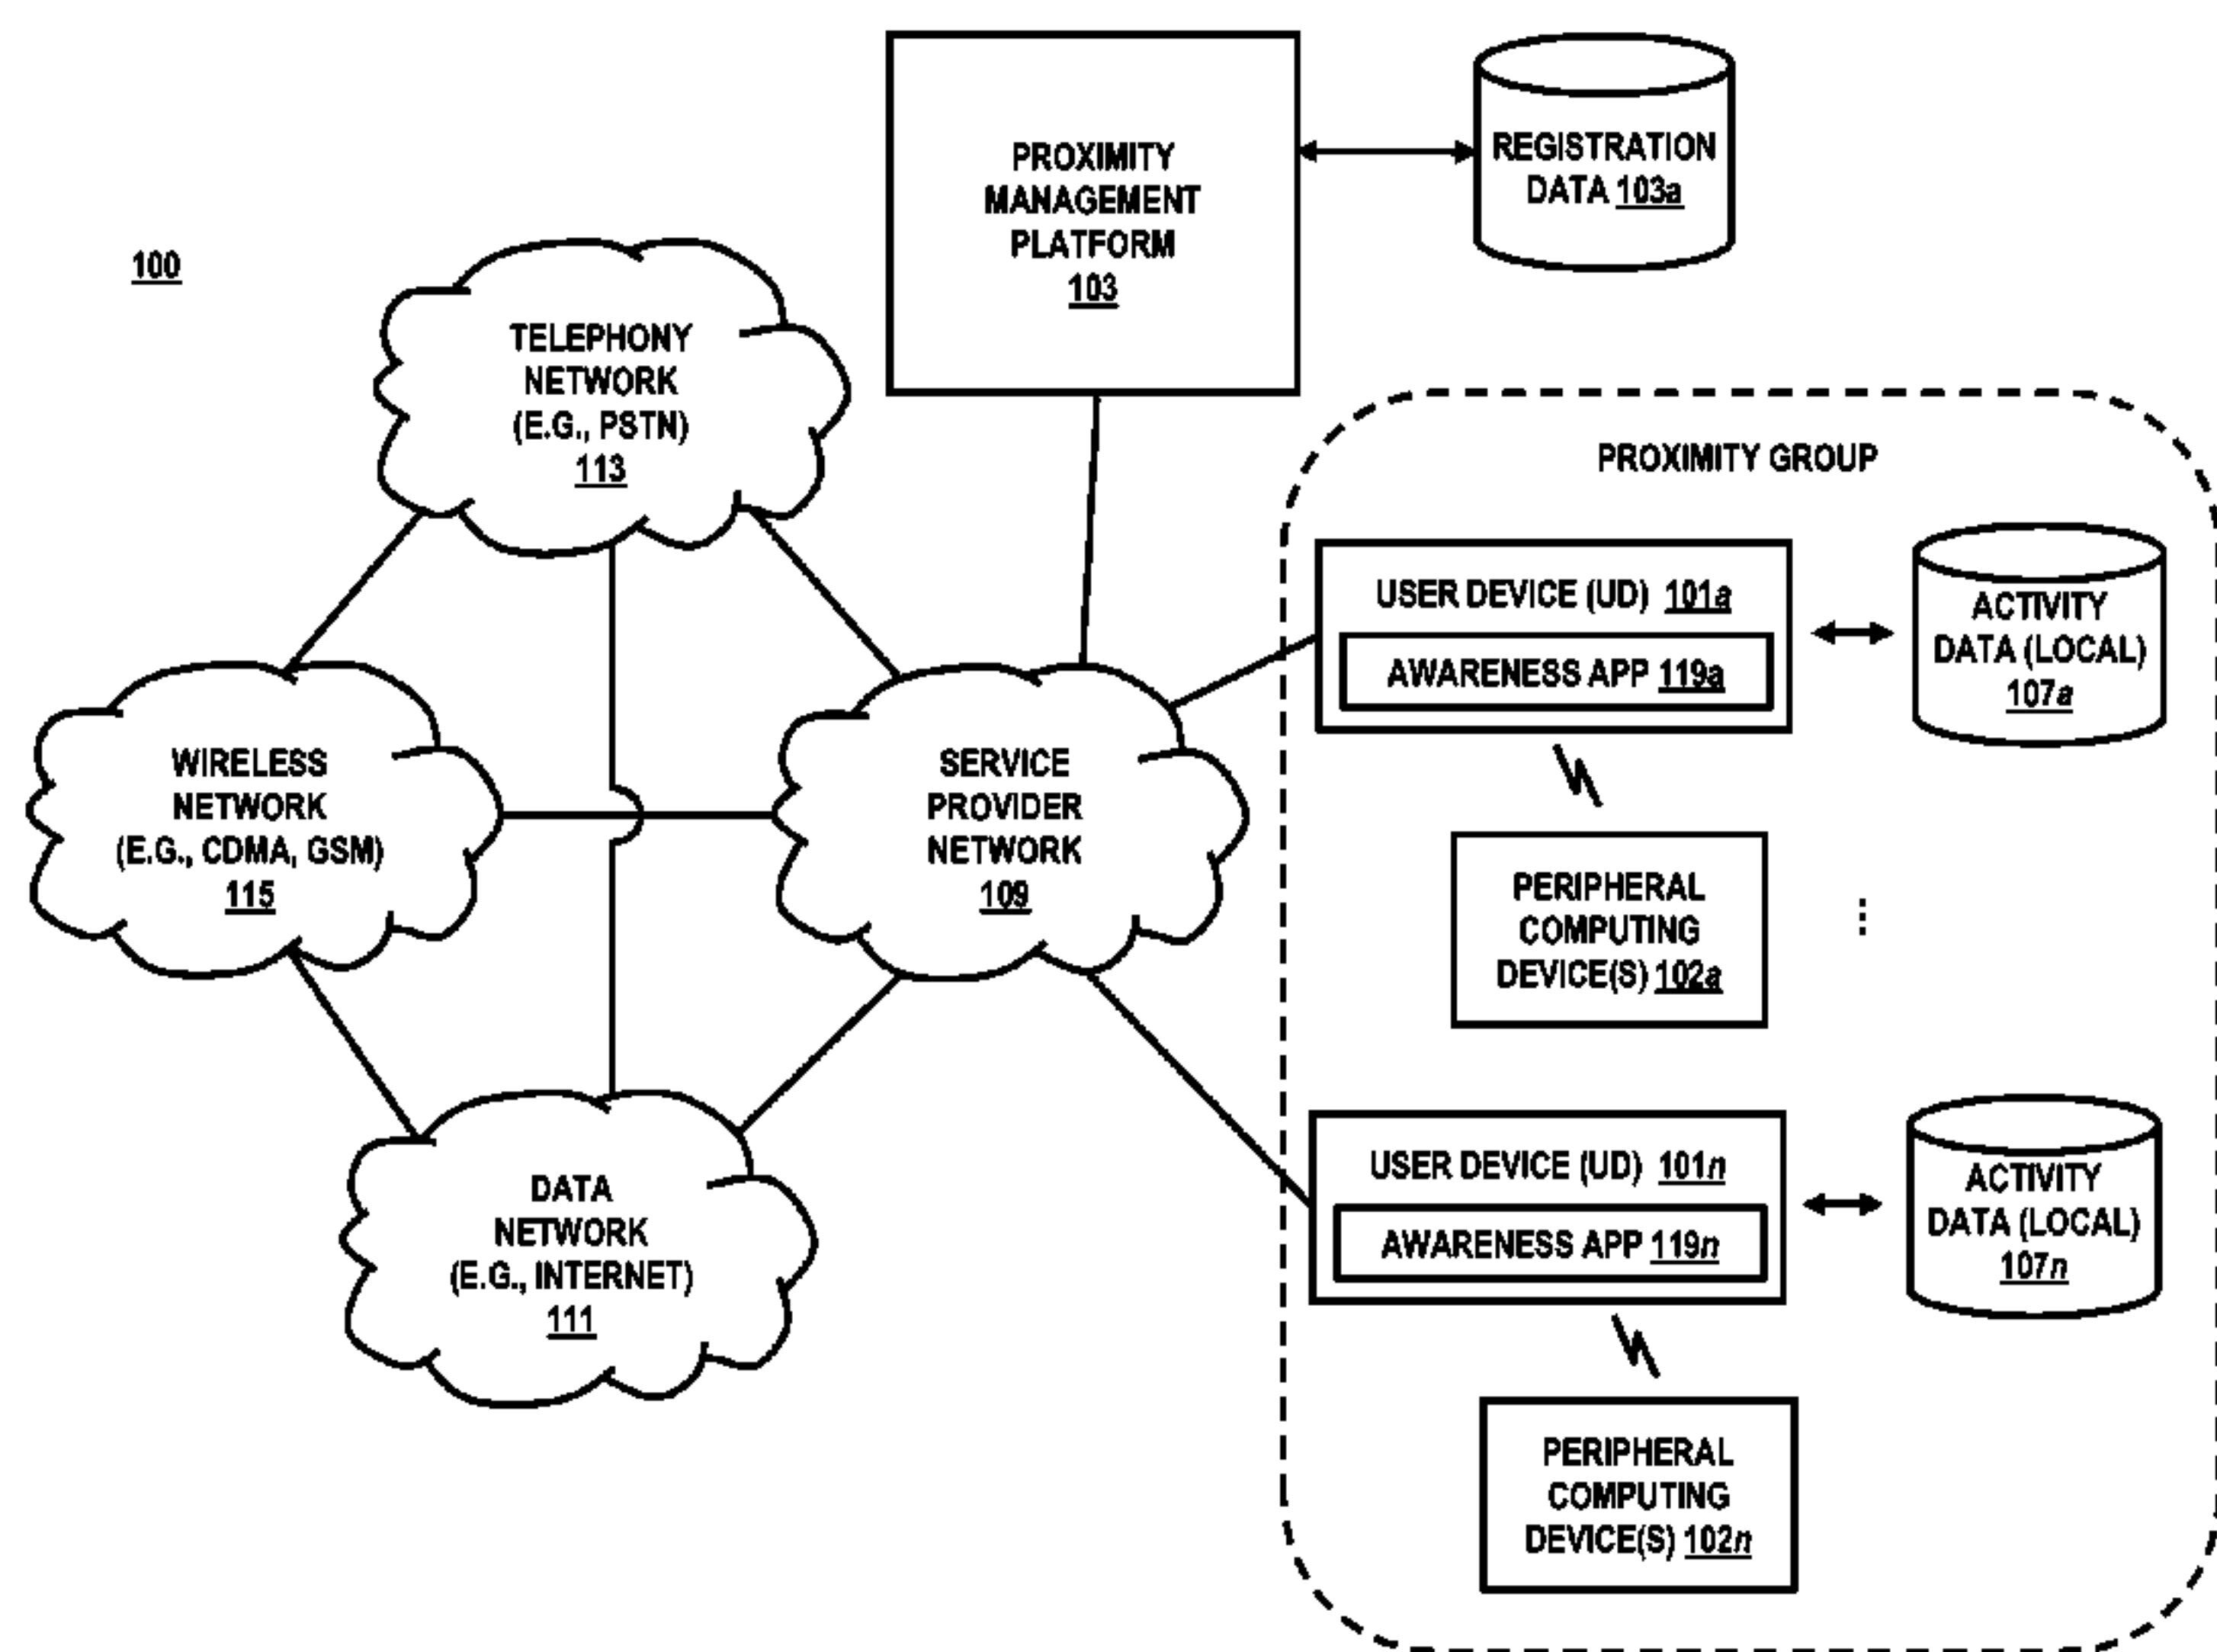 100
PROXIMITY
MANAGEMENT
PLATFORM
103
REGISTRATION
DATA 103a
TELEPHONY
NETWORK
(E.G., PSTN)
113
WIRELESS
NETWORK
(E.G., CDMA, GSM)
115
SERVICE
PROVIDER
NETWORK
109
DATA
NETWORK
(E.G., INTERNET)
111
PROXIMITY GROUP
USER DEVICE (UD) 101a
AWARENESS APP 119a
ACTIVITY
DATA (LOCAL)
107a
PERIPHERAL
COMPUTING
DEVICE(S) 102a
...
USER DEVICE (UD) 101n
AWARENESS APP 119n
ACTIVITY
DATA (LOCAL)
107n
PERIPHERAL
COMPUTING
DEVICE(S) 102n